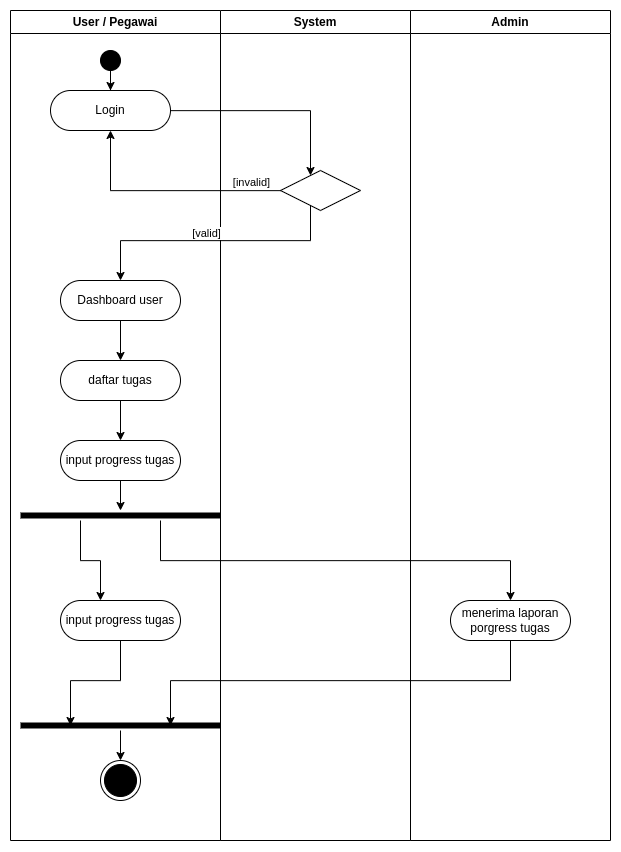 User / Pegawai
System
Admin
Login
[invalid]
[valid]
Dashboard user
daftar tugas
input progress tugas
input progress tugas
menerima laporan
porgress tugas